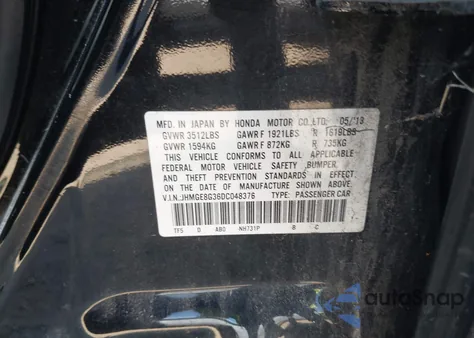 MFD. IN JAPAN BY HONDA MOTOR CO.,LTD. 05/13
GVWR 3512LBS GAWR F 1921LBS R 1619LBS
GVWR 1594KG GAWR F 872KG R 735KG
THIS VEHICLE CONFORMS TO ALL APPLICABLE
FEDERAL MOTOR VEHICLE SAFETY, BUMPER,
AND THEFT PREVENTION STANDARDS IN EFFECT
ON THE DATE OF MANUFACTURE SHOWN ABOVE.
V.I.N.:JHMGE8G36DC048376 TYPE: PASSENGER CAR
TF5 D AB0 NH731P B C
autoSnap